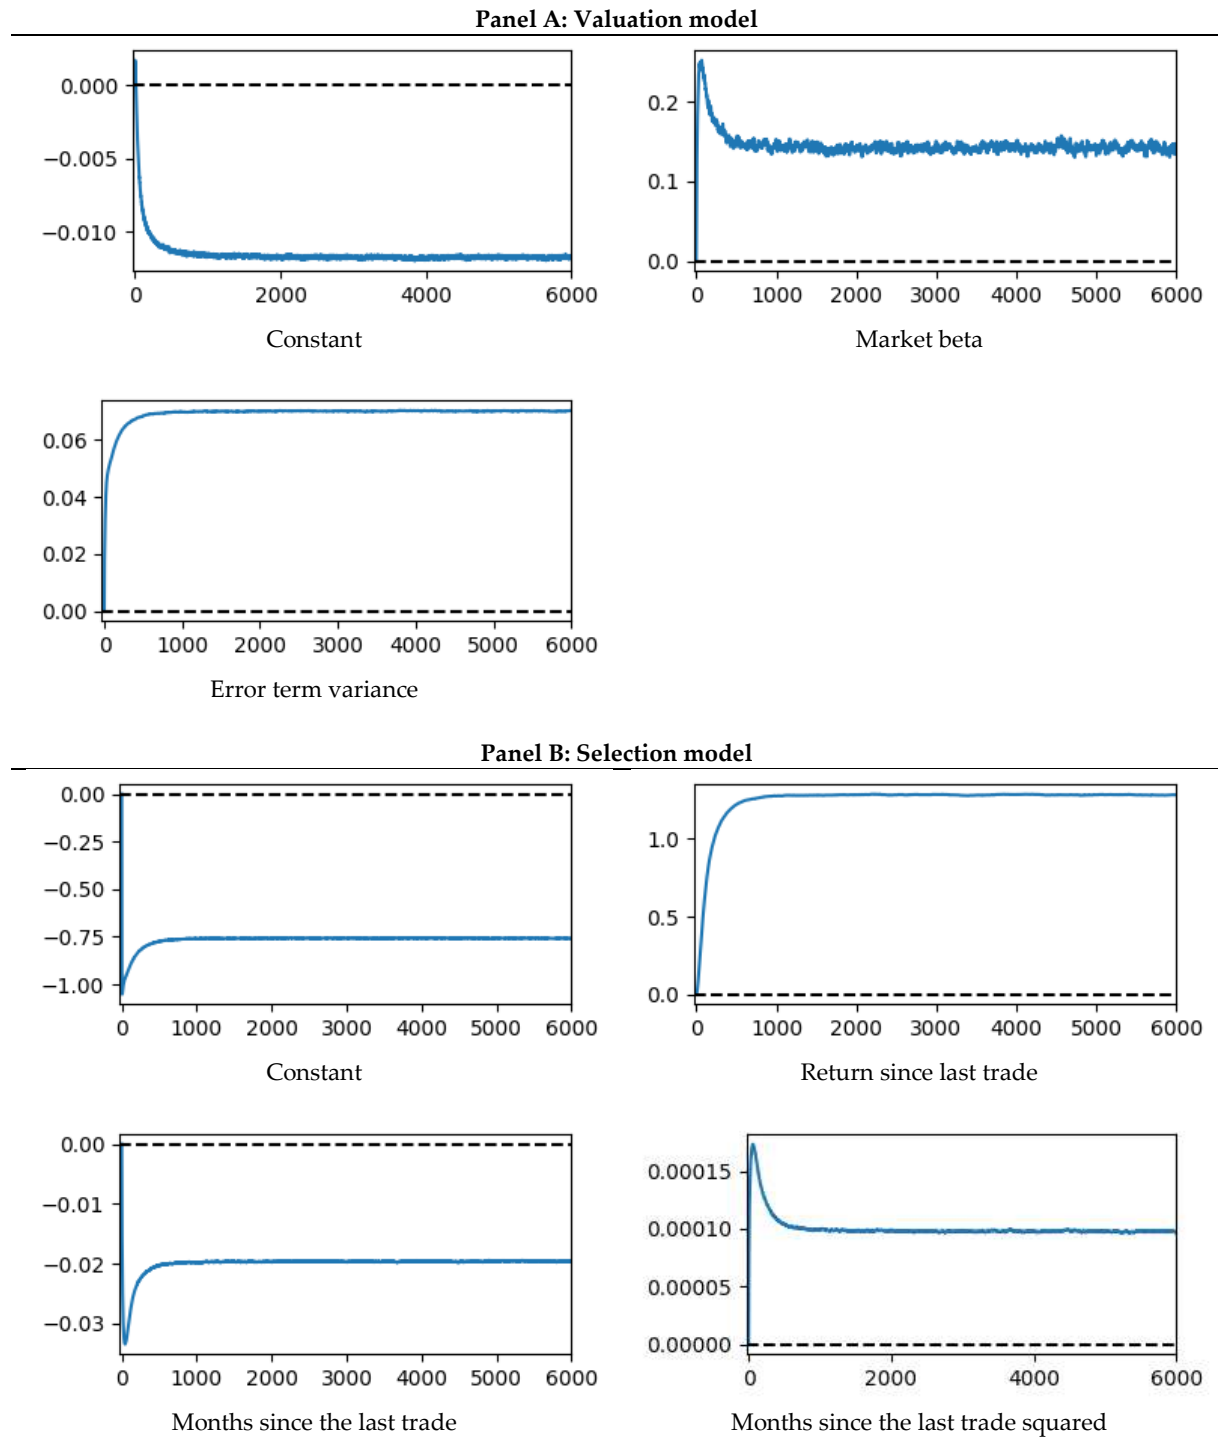 Panel A: Valuation model
0.000
−0.005
−0.010
0 2000 4000 6000
Constant
0.2
0.1
0.0
0 1000 2000 3000 4000 5000 6000
Market beta
0.06
0.04
0.02
0.00
0 1000 2000 3000 4000 5000 6000
Error term variance
Panel B: Selection model
0.00
−0.25
−0.50
−0.75
−1.00
0 1000 2000 3000 4000 5000 6000
Constant
1.0
0.5
0.0
0 1000 2000 3000 4000 5000 6000
Return since last trade
0.00
−0.01
−0.02
−0.03
0 1000 2000 3000 4000 5000 6000
Months since the last trade
0.00015
0.00010
0.00005
0.00000
0 2000 4000 6000
Months since the last trade squared